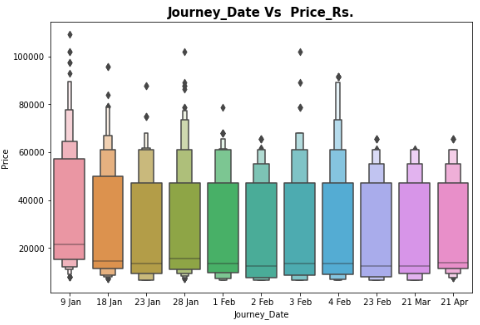 Journey_Date Vs Price_Rs.
Price
100000
80000
60000
40000
20000
9 Jan 18 Jan 23 Jan 28 Jan 1 Feb 2 Feb 3 Feb 4 Feb 23 Feb 21 Mar 21 Apr
Journey_Date